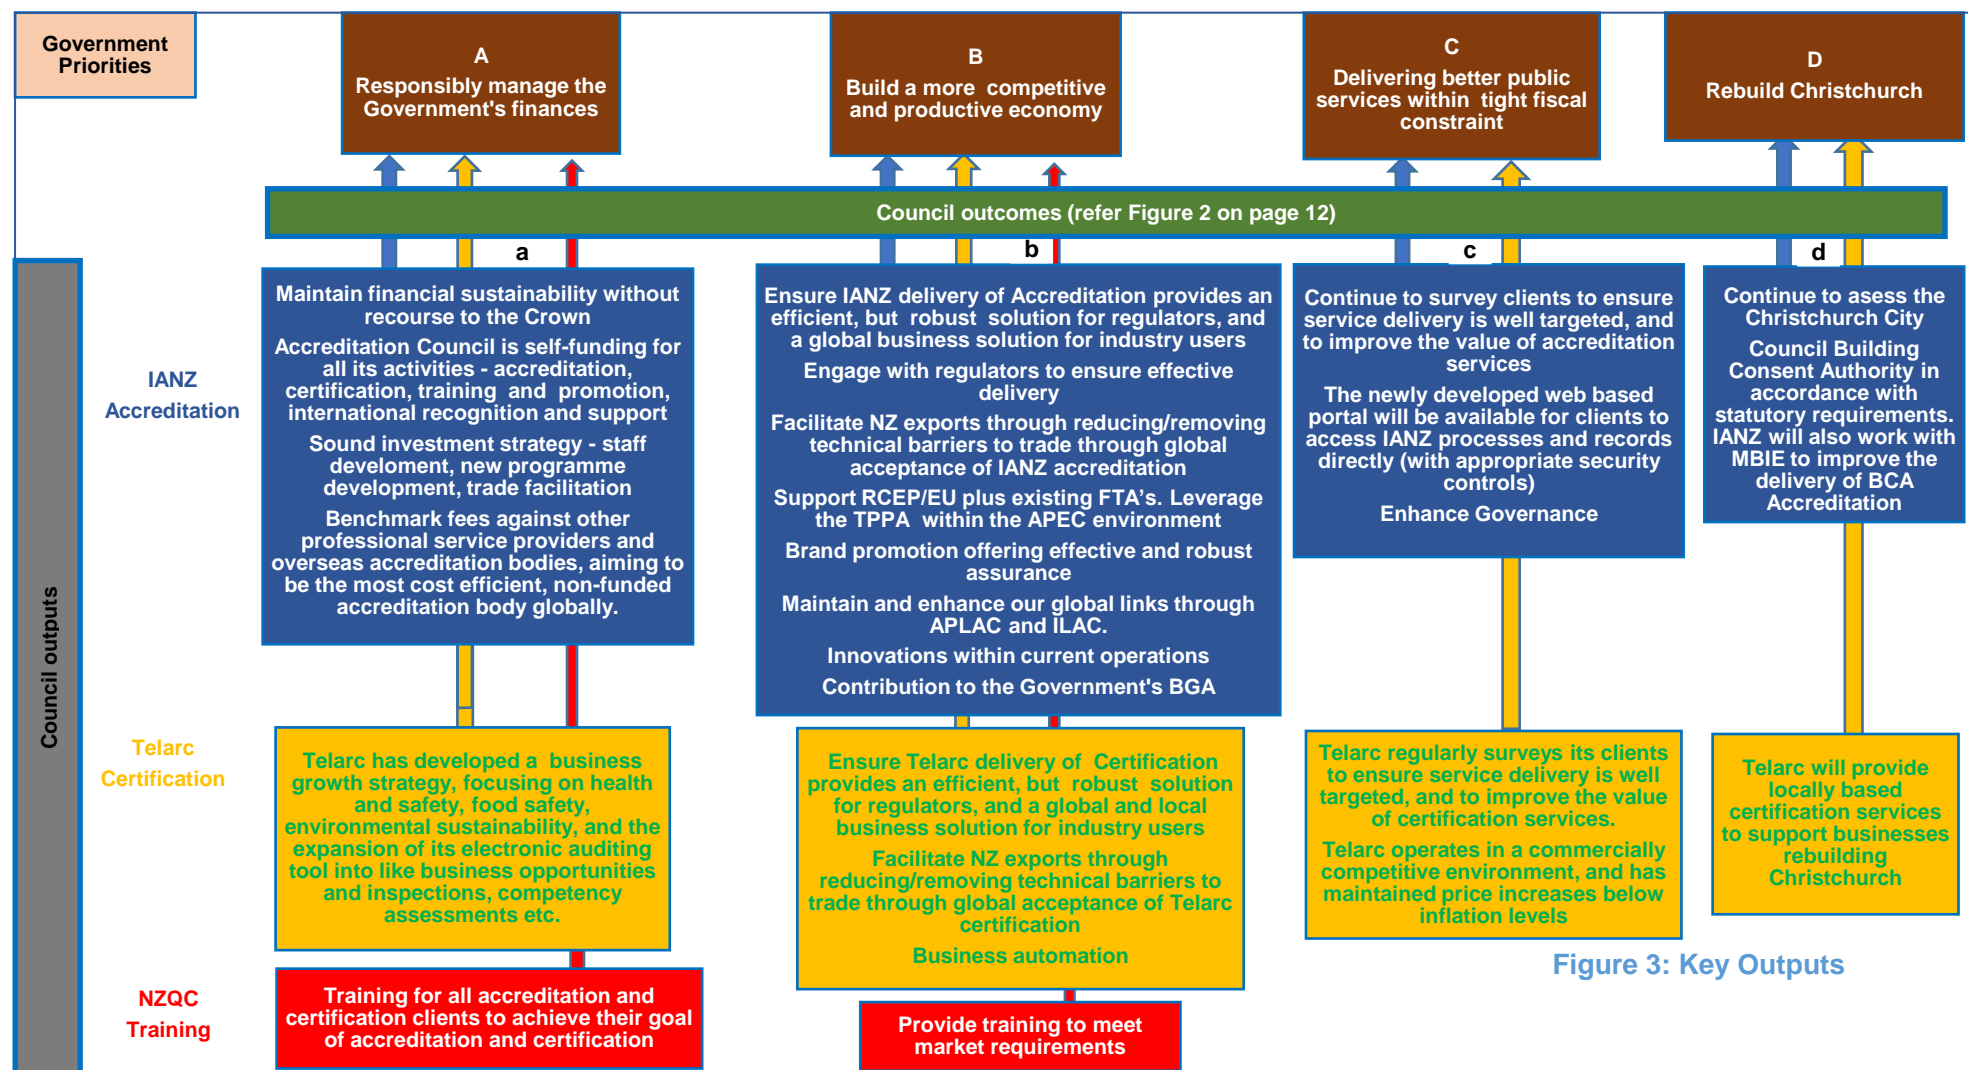 Government
Priorities
A
Responsibly manage the
Government's finances
B
Build a more competitive
and productive economy
C
Delivering better public
services within tight fiscal
constraint
D
Rebuild Christchurch
Council outcomes (refer Figure 2 on page 12)
a
b
c
d
Council outputs
IANZ
Accreditation
Maintain financial sustainability without
recourse to the Crown
Accreditation Council is self-funding for
all its activities - accreditation,
certification, training and promotion,
international recognition and support
Sound investment strategy - staff
develoment, new programme
development, trade facilitation
Benchmark fees against other
professional service providers and
overseas accreditation bodies, aiming to
be the most cost efficient, non-funded
accreditation body globally.
Ensure IANZ delivery of Accreditation provides an
efficient, but robust solution for regulators, and
a global business solution for industry users
Engage with regulators to ensure effective
delivery
Facilitate NZ exports through reducing/removing
technical barriers to trade through global
acceptance of IANZ accreditation
Support RCEP/EU plus existing FTA's. Leverage
the TPPA within the APEC environment
Brand promotion offering effective and robust
assurance
Maintain and enhance our global links through
APLAC and ILAC.
Innovations within current operations
Contribution to the Government's BGA
Continue to survey clients to ensure
service delivery is well targeted, and
to improve the value of accreditation
services
The newly developed web based
portal will be available for clients to
access IANZ processes and records
directly (with appropriate security
controls)
Enhance Governance
Continue to asess the
Christchurch City
Council Building
Consent Authority in
accordance with
statutory requirements.
IANZ will also work with
MBIE to improve the
delivery of BCA
Accreditation
Telarc
Certification
Telarc has developed a business
growth strategy, focusing on health
and safety, food safety,
environmental sustainability, and the
expansion of its electronic auditing
tool into like business opportunities
and inspections, competency
assessments etc.
Ensure Telarc delivery of Certification
provides an efficient, but robust solution
for regulators, and a global and local
business solution for industry users
Facilitate NZ exports through
reducing/removing technical barriers to
trade through global acceptance of Telarc
certification
Business automation
Telarc regularly surveys its clients
to ensure service delivery is well
targeted, and to improve the value
of certification services.
Telarc operates in a commercially
competitive environment, and has
maintained price increases below
inflation levels
Telarc will provide
locally based
certification services
to support businesses
rebuilding
Christchurch
Figure 3: Key Outputs
NZQC
Training
Training for all accreditation and
certification clients to achieve their goal
of accreditation and certification
Provide training to meet
market requirements